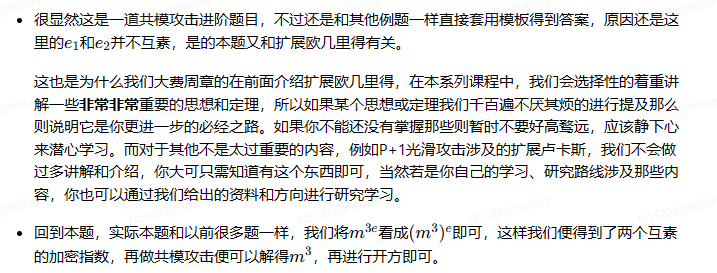 • 很显然这是一道共模攻击进阶题目，不过还是和其他例题一样直接套用模板得到答案，原因还是这
里的e₁和e₂并不互素，是的本题又和扩展欧几里得有关。
这也是为什么我们大费周章的在前面介绍扩展欧几里得，在本系列课程中，我们会选择性的着重讲
解一些非常非常重要的思想和定理，所以如果某个思想或定理我们千百遍不厌其烦的进行提及那么
则说明它是你更进一步的必经之路。如果你不能还没有掌握那些则暂时不要好高骛远，应该静下心
来潜心学习。而对于其他不是太过重要的内容，例如P+1光滑攻击涉及的扩展卢卡斯，我们不会做
过多讲解和介绍，你大可只需知道有这个东西即可，当然若是你自己的学习、研究路线涉及那些内
容，你也可以通过我们给出的资料和方向进行研究学习。
• 回到本题，实际本题和以前很多题一样，我们将m³ᵉ看成(m³)ᵉ即可，这样我们便得到了两个互素
的加密指数，再做共模攻击便可以解得m³，再进行开方即可。